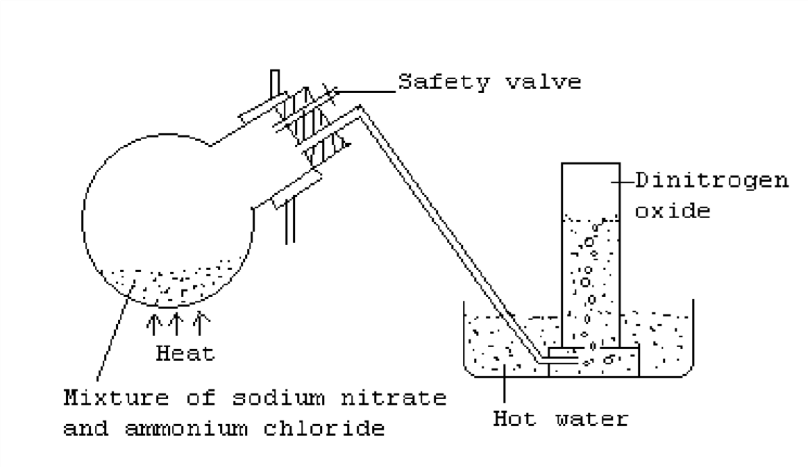 Safety valve
Dinitrogen
oxide
Heat
Mixture of sodium nitrate
and ammonium chloride
Hot water